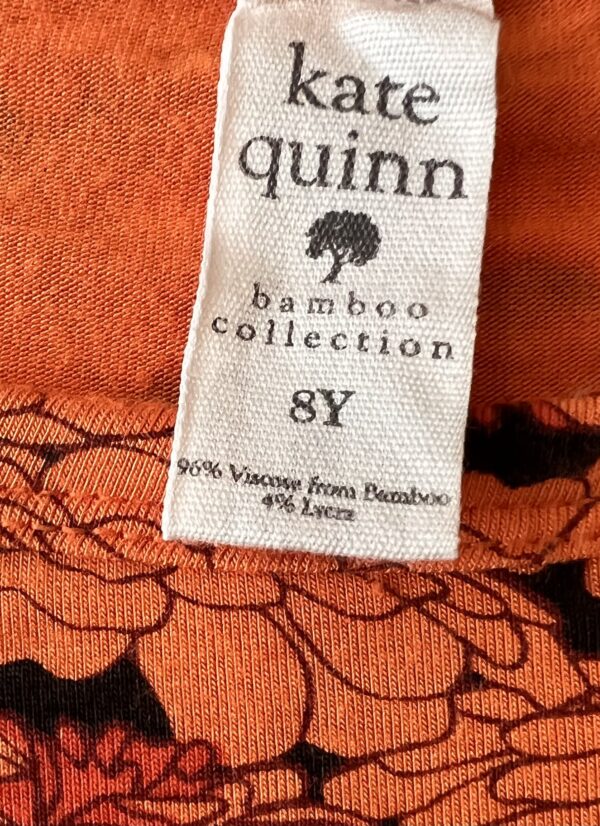 kate
quinn
bamboo
collection
8Y
96% Viscose from Bamboo
4% Lycra